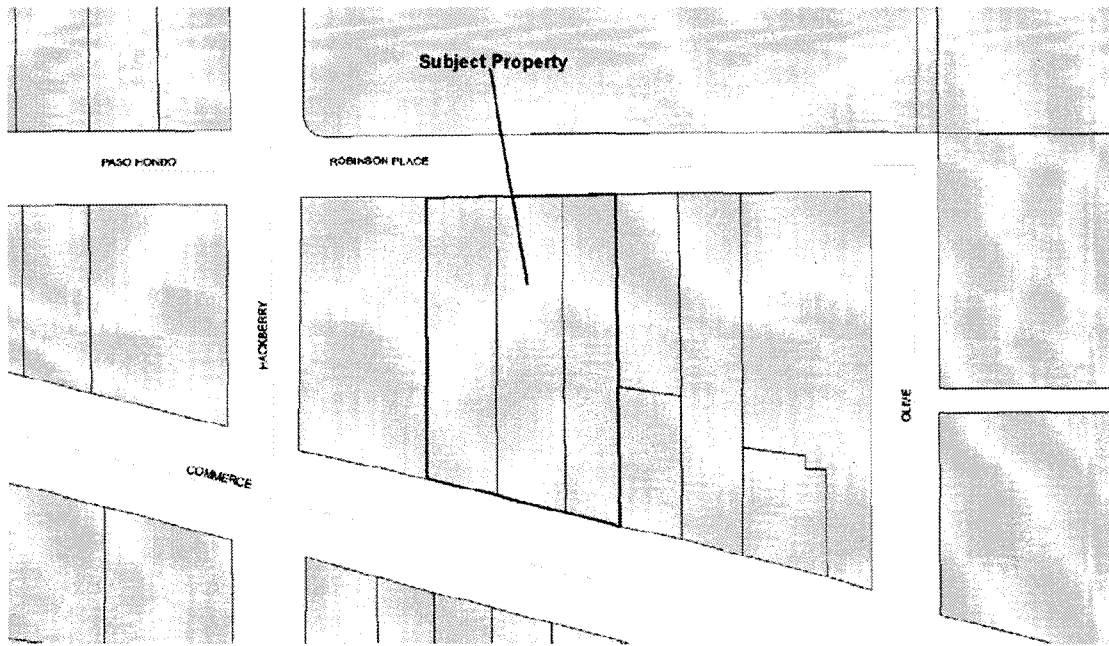 Subject Property
PASO HONDO
ROBINSON PLACE
HACKBERRY
OLIVE
COMMERCE